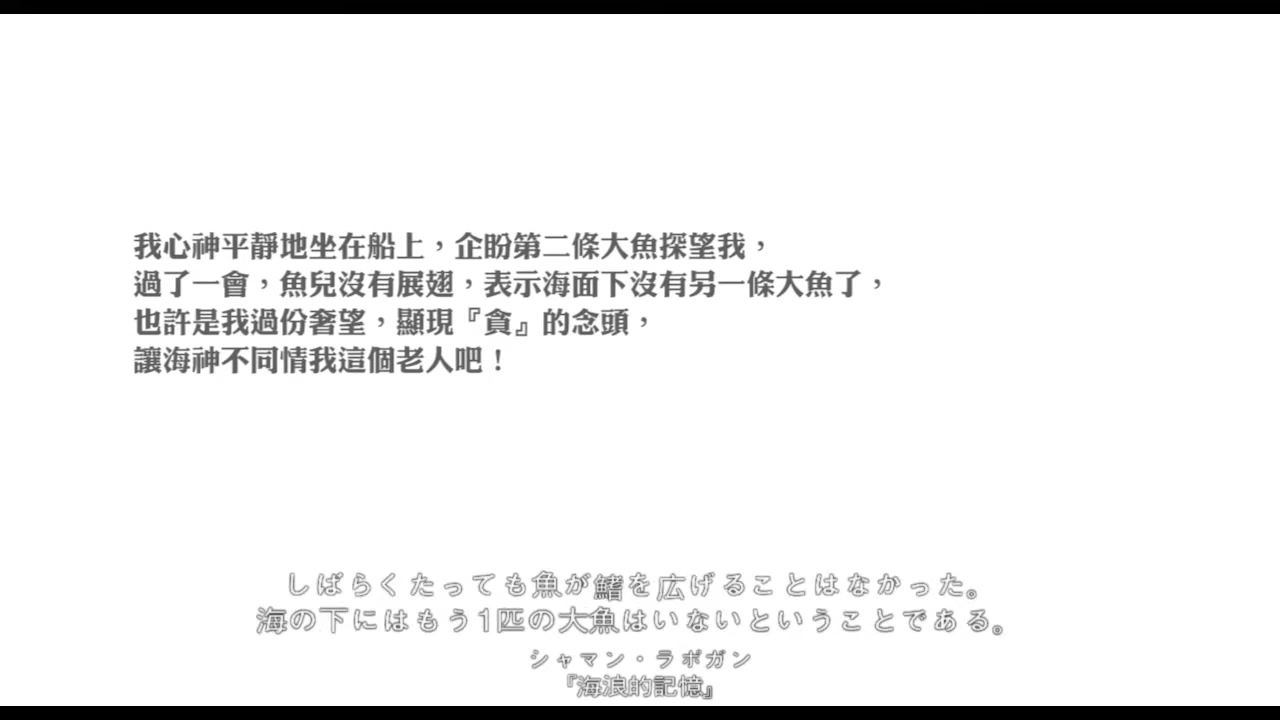 我心神平靜地坐在船上，企盼第二條大魚探望我，
過了一會，魚兒沒有展翅，表示海面下沒有另一條大魚了，
也許是我過份奢望，顯現『貪』的念頭，
讓海神不同情我這個老人吧！
しばらくたっても魚が鰭を広げることはなかった。
海の下にはもう1匹の大魚はいないということである。
シャマン・ラポガン
『海浪的記憶』